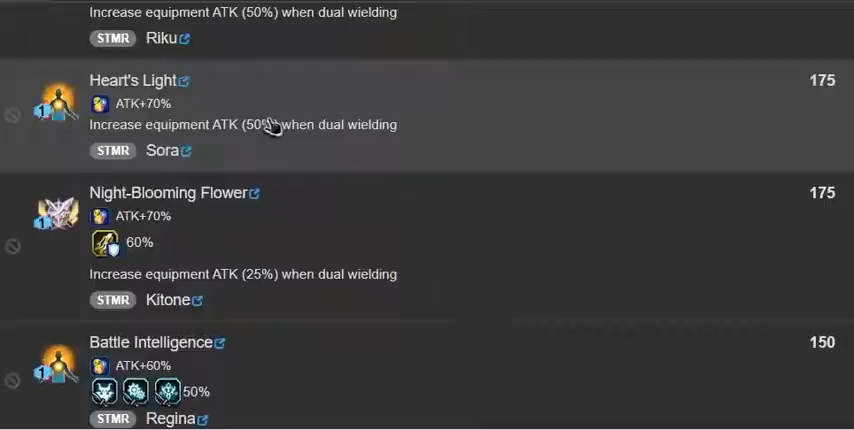 Increase equipment ATK (50%) when dual wielding
STMR Riku
Heart's Light 175
ATK+70%
Increase equipment ATK (50%) when dual wielding
STMR Sora
Night-Blooming Flower 175
1 ATK+70%
60%
Increase equipment ATK (25%) when dual wielding
STMR Kitone
Battle Intelligence 150
1 ATK+60%
50%
STMR Regina